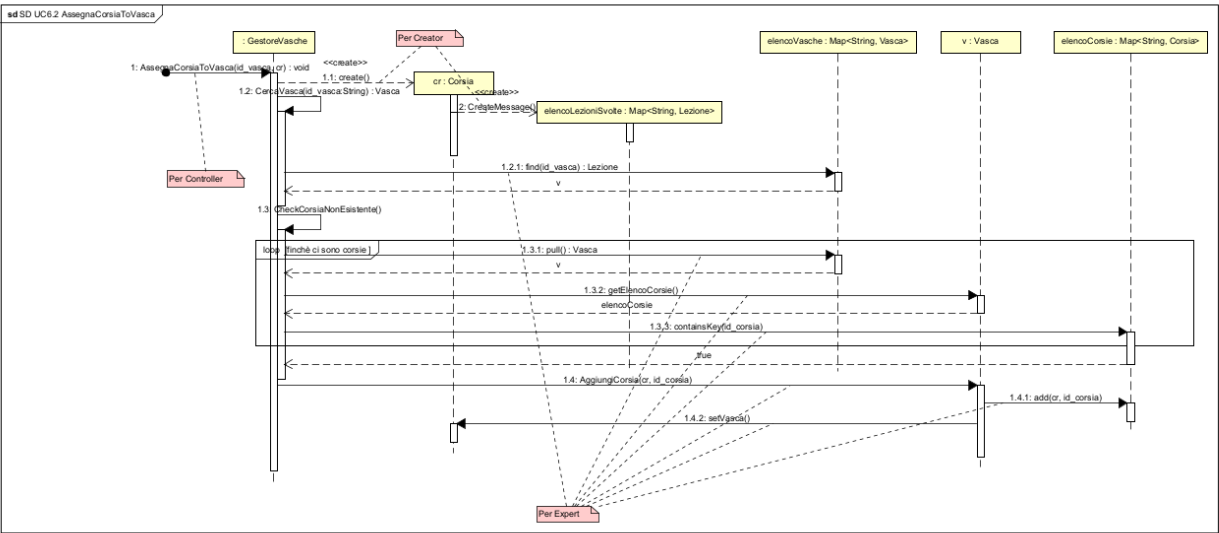 sd SD UC6.2 AssegnaCorsiaToVasca
: GestoreVasche
Per Creator
elencoVasche : Map<String, Vasca>
v : Vasca
elencoCorsie : Map<String, Corsia>
1: AssegnaCorsiaToVasca(id_vasca, cr) : void
<<create>>
1.1: create()
cr : Corsia
1.2: CercaVasca(id_vasca:String) : Vasca
<<create>>
2: CreateMessage()
elencoLezioniSvolte : Map<String, Lezione>
1.2.1: find(id_vasca) : Lezione
Per Controller
v
1.3: CheckCorsiaNonEsistente()
loop [finchè ci sono corsie ]
1.3.1: pull() : Vasca
v
1.3.2: getElencoCorsie()
elencoCorsie
1.3.3: containsKey(id_corsia)
true
1.4: AggiungiCorsia(cr, id_corsia)
1.4.1: add(cr, id_corsia)
1.4.2: setVasca()
Per Expert